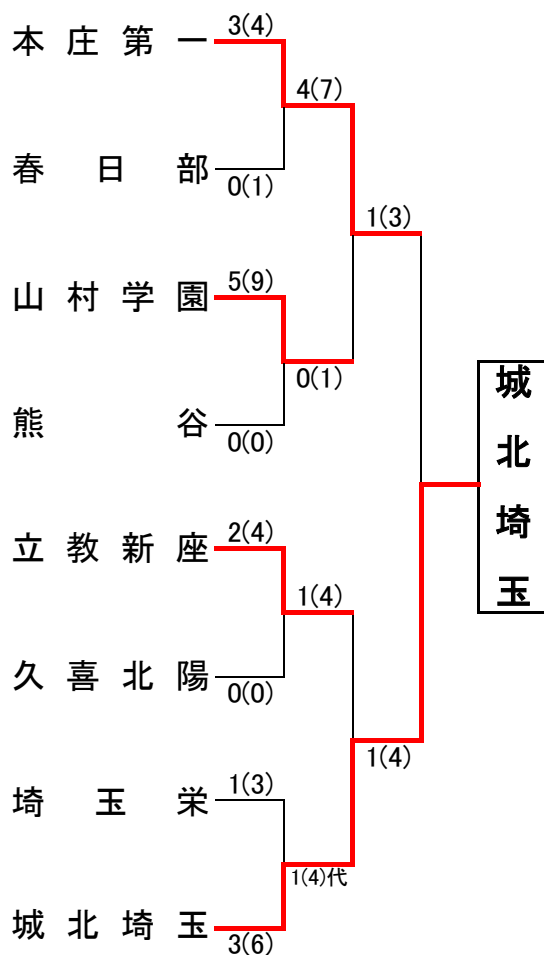 本庄第一
3(4)
4(7)
春日部
0(1)
1(3)
山村学園
5(9)
0(1)
熊谷
0(0)
城北埼玉
立教新座
2(4)
1(4)
久喜北陽
0(0)
1(4)
埼玉栄
1(3)
1(4)代
城北埼玉
3(6)